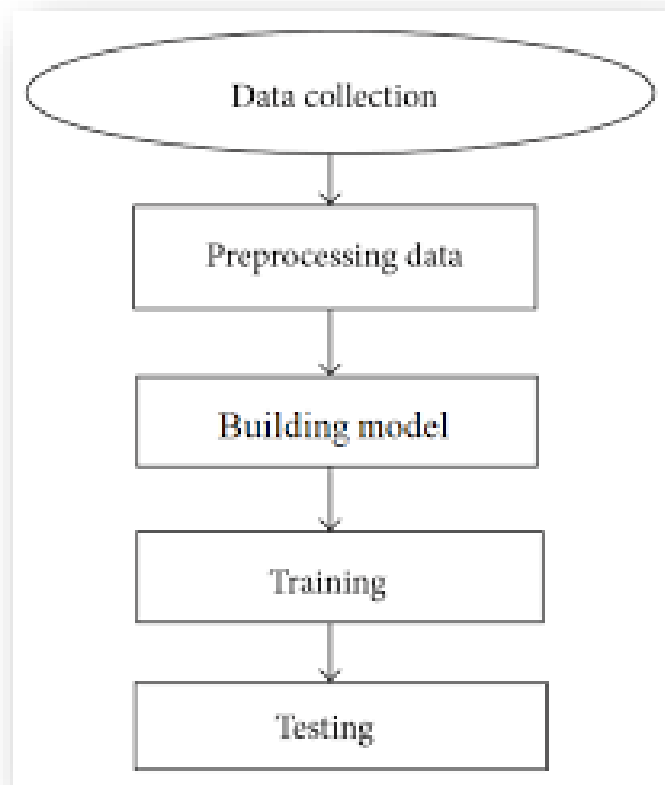 Data collection
Preprocessing data
Building model
Training
Testing